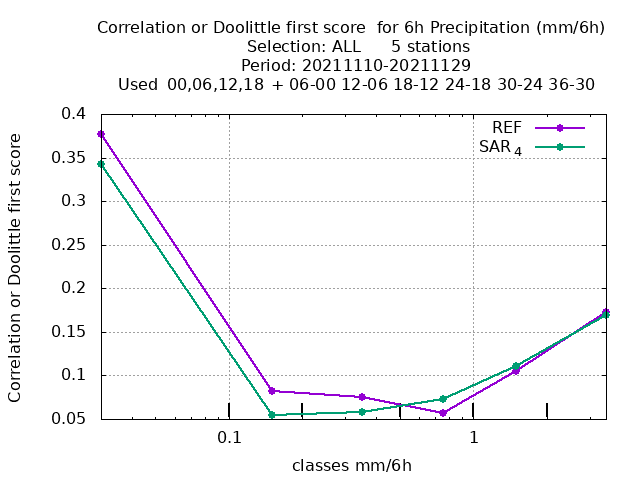 Correlation or Doolittle first score  for 6h Precipitation (mm/6h)
Selection: ALL      5 stations
Period: 20211110-20211129
Used  00,06,12,18  + 06-00 12-06 18-12 24-18 30-24 36-30
REF
SAR 4
0.4
0.35
0.3
0.25
0.2
0.15
0.1
0.05
Correlation or Doolittle first score
0.1
1
classes mm/6h